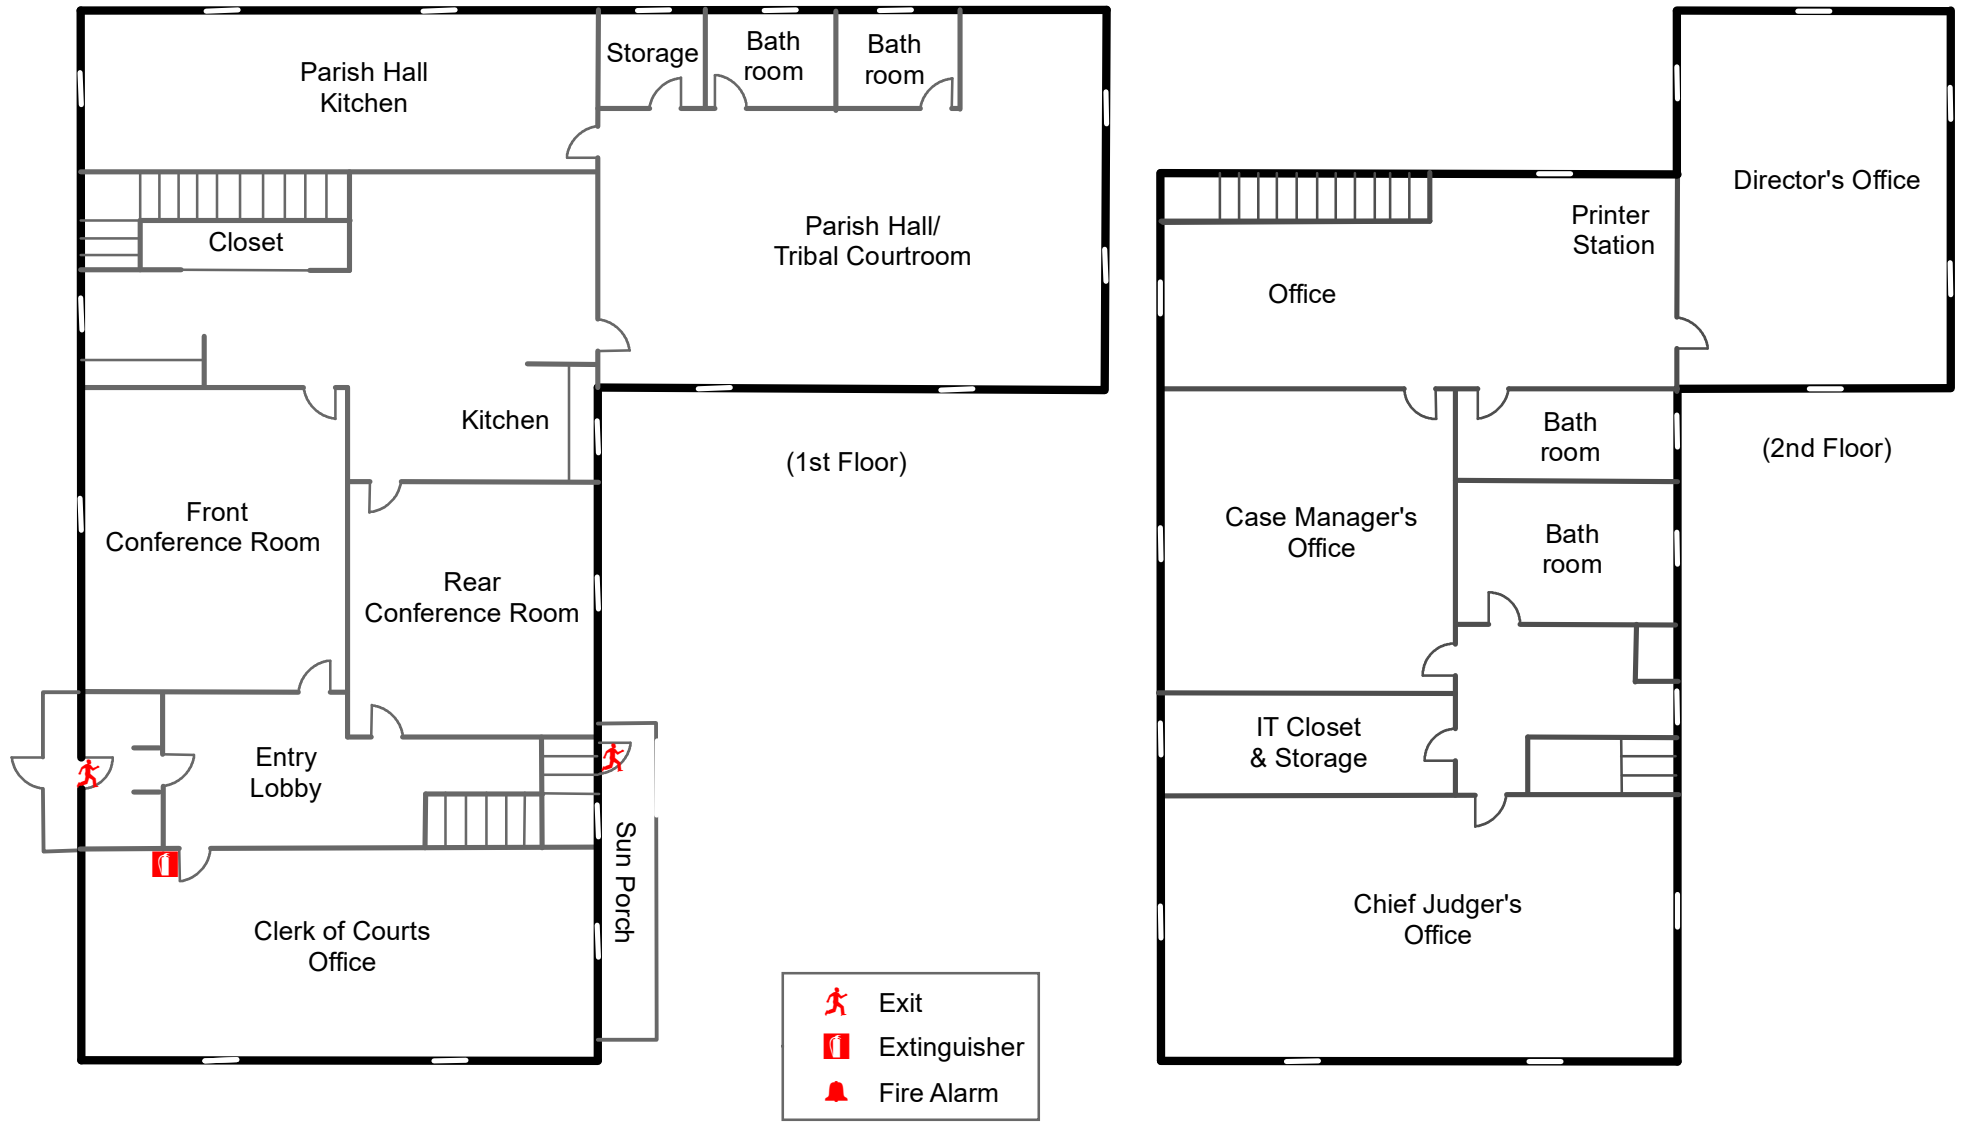 Parish Hall
Kitchen
Storage
Bath
room
Bath
room
Closet
Parish Hall/
Tribal Courtroom
Kitchen
(1st Floor)
Front
Conference Room
Rear
Conference Room
Entry
Lobby
Sun Porch
Clerk of Courts
Office
Exit
Extinguisher
Fire Alarm
Director's Office
Printer
Station
Office
(2nd Floor)
Bath
room
Case Manager's
Office
Bath
room
IT Closet
& Storage
Chief Judger's
Office